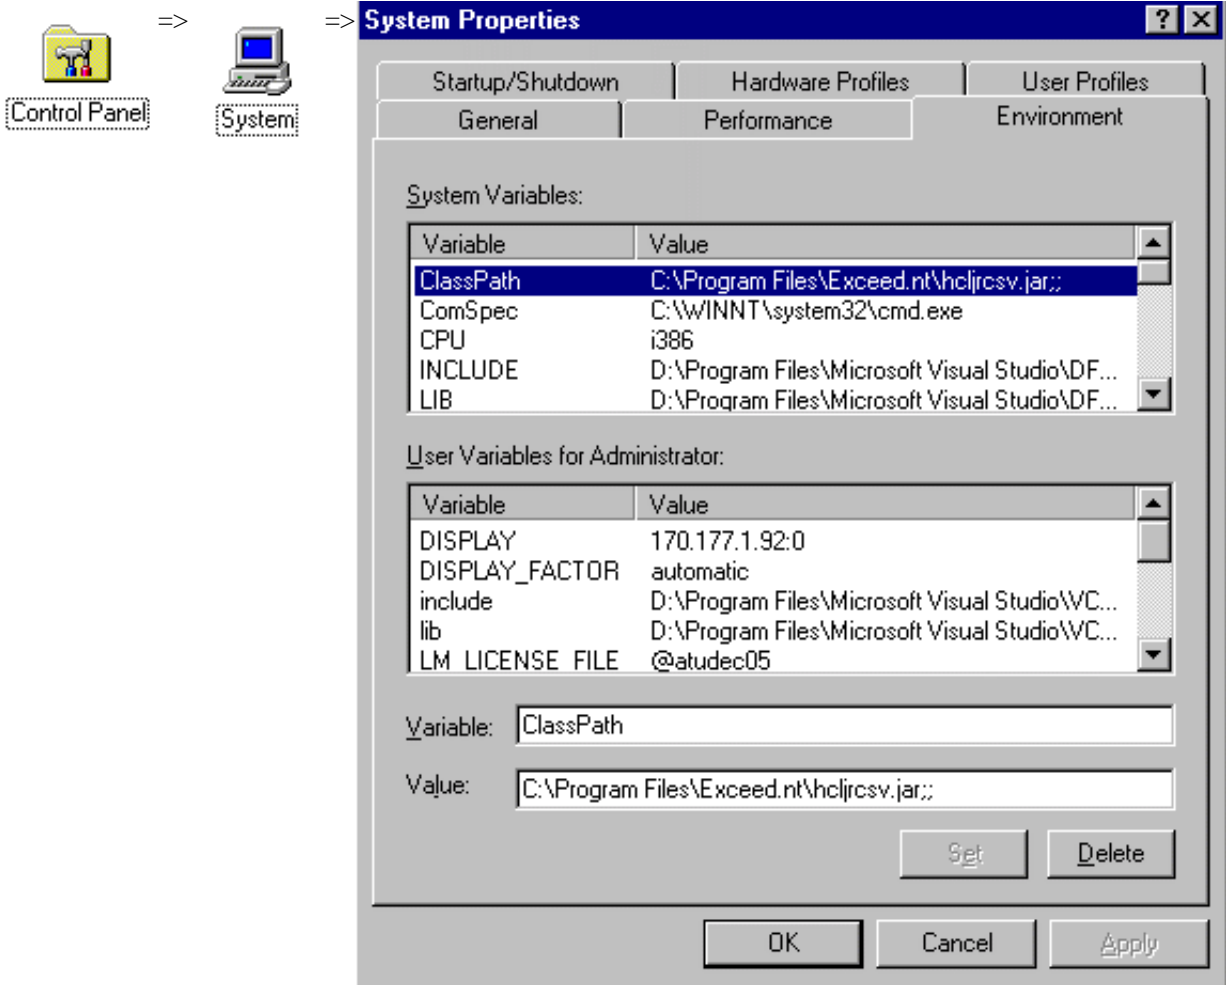 => => System Properties
Control Panel
System
Startup/Shutdown Hardware Profiles User Profiles
General Performance Environment
System Variables:
Variable Value
ClassPath C:\Program Files\Exceed.nt\hcljrcsv.jar;;
ComSpec C:\WINNT\system32\cmd.exe
CPU i386
INCLUDE D:\Program Files\Microsoft Visual Studio\DF...
LIB D:\Program Files\Microsoft Visual Studio\DF...
User Variables for Administrator:
Variable Value
DISPLAY 170.177.1.92:0
DISPLAY_FACTOR automatic
include D:\Program Files\Microsoft Visual Studio\VC...
lib D:\Program Files\Microsoft Visual Studio\VC...
LM_LICENSE_FILE @atudec05
Variable: ClassPath
Value: C:\Program Files\Exceed.nt\hcljrcsv.jar;;
Set Delete
OK Cancel Apply